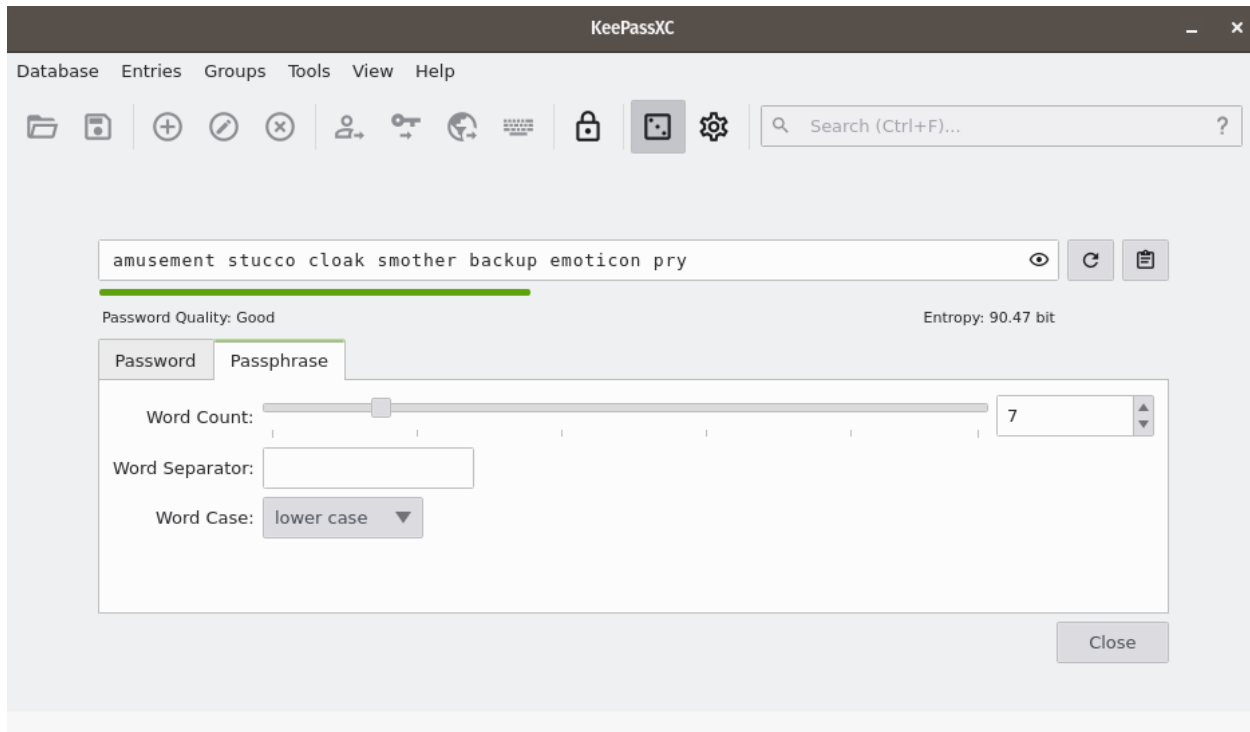 KeePassXC
Database Entries Groups Tools View Help
Search (Ctrl+F)... ?
amusement stucco cloak smother backup emoticon pry
Password Quality: Good Entropy: 90.47 bit
Password Passphrase
Word Count: 7
Word Separator:
Word Case: lower case
Close